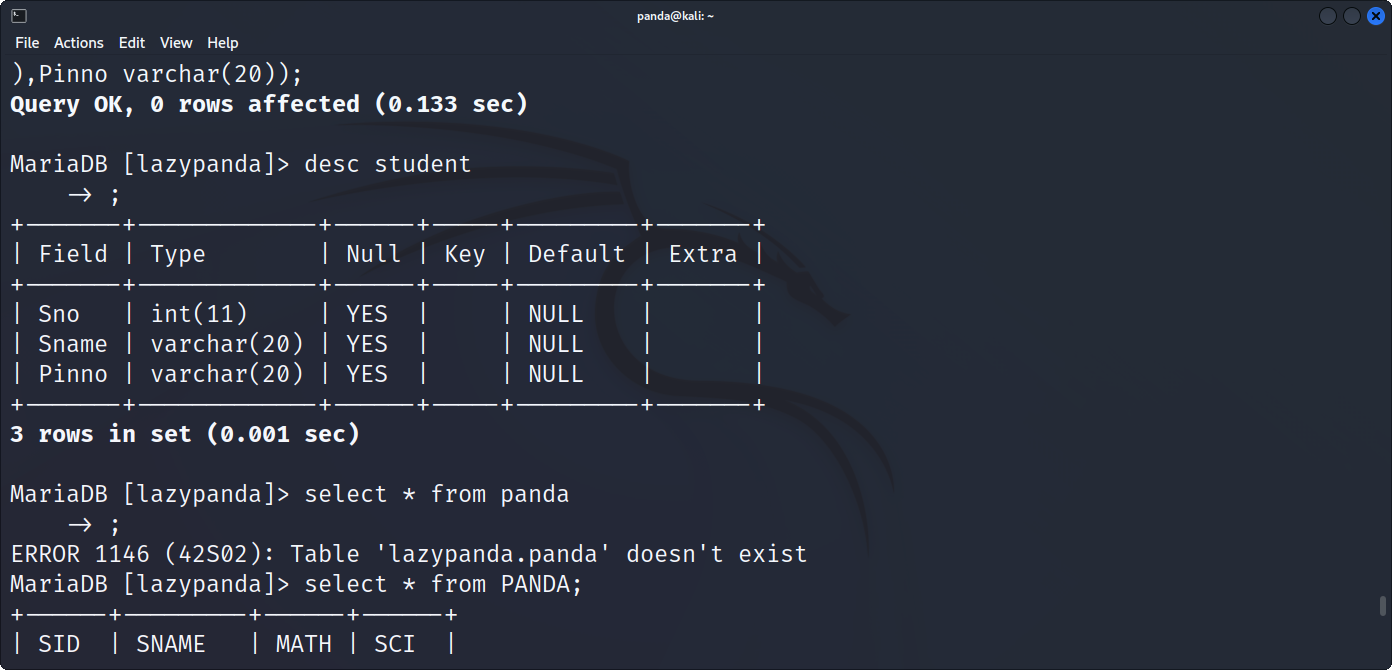 panda@kali: ~
File Actions Edit View Help
),Pinno varchar(20));
Query OK, 0 rows affected (0.133 sec)
MariaDB [lazypanda]> desc student
    → ;
+-------+-------------+------+-----+---------+-------+
| Field | Type        | Null | Key | Default | Extra |
+-------+-------------+------+-----+---------+-------+
| Sno   | int(11)     | YES  |     | NULL    |       |
| Sname | varchar(20) | YES  |     | NULL    |       |
| Pinno | varchar(20) | YES  |     | NULL    |       |
+-------+-------------+------+-----+---------+-------+
3 rows in set (0.001 sec)
MariaDB [lazypanda]> select * from panda
    → ;
ERROR 1146 (42S02): Table 'lazypanda.panda' doesn't exist
MariaDB [lazypanda]> select * from PANDA;
+------+---------+------+------+
| SID  | SNAME   | MATH | SCI  |